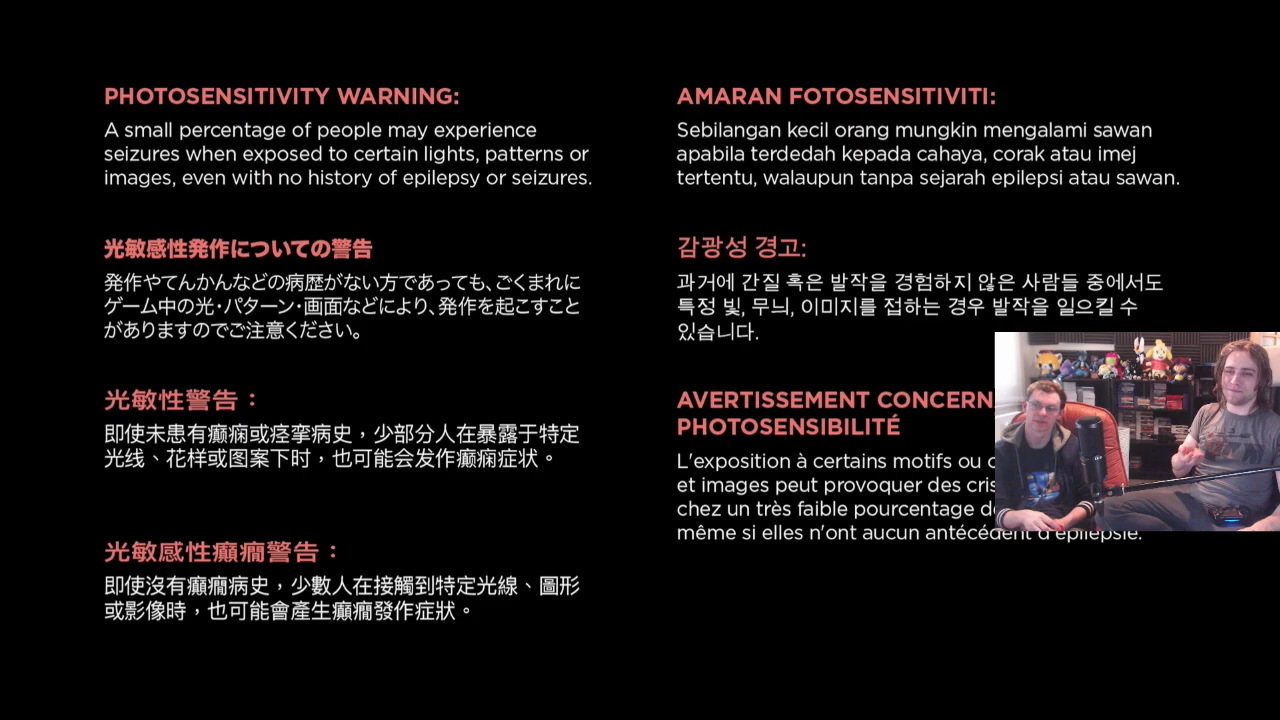 PHOTOSENSITIVITY WARNING:
A small percentage of people may experience
seizures when exposed to certain lights, patterns or
images, even with no history of epilepsy or seizures.
光敏感性発作についての警告
発作やてんかんなどの病歴がない方であっても、ごくまれに
ゲーム中の光・パターン・画面などにより、発作を起こすこと
がありますのでご注意ください。
光敏性警告：
即使未患有癫痫或痉挛病史，少部分人在暴露于特定
光线、花样或图案下时，也可能会发作癫痫症状。
光敏感性癲癇警告：
即使沒有癲癇病史，少數人在接觸到特定光線、圖形
或影像時，也可能會產生癲癇發作症狀。
AMARAN FOTOSENSITIVITI:
Sebilangan kecil orang mungkin mengalami sawan
apabila terdedah kepada cahaya, corak atau imej
tertentu, walaupun tanpa sejarah epilepsi atau sawan.
감광성 경고:
과거에 간질 혹은 발작을 경험하지 않은 사람들 중에서도
특정 빛, 무늬, 이미지를 접하는 경우 발작을 일으킬 수
있습니다.
AVERTISSEMENT CONCERN
PHOTOSENSIBILITÉ
L'exposition à certains motifs ou
et images peut provoquer des cris
chez un très faible pourcentage
même si elles n'ont aucun antécédent d'épilepsie.